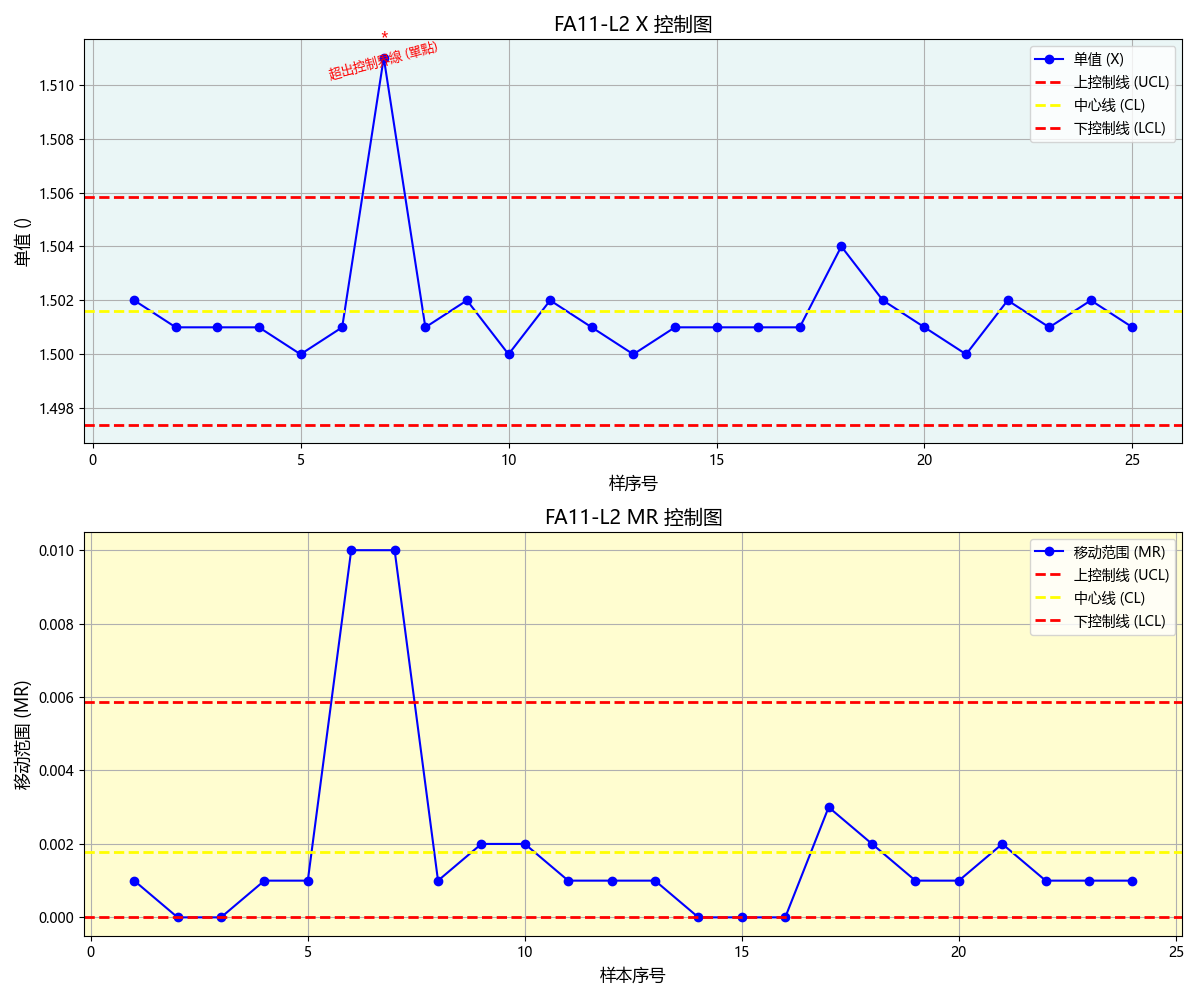 FA11-L2 X 控制图
*
超出控制界線 (單點)
单值 (X)
上控制线 (UCL)
中心线 (CL)
下控制线 (LCL)
单值 ()
1.510
1.508
1.506
1.504
1.502
1.500
1.498
0 5 10 15 20 25
样序号
FA11-L2 MR 控制图
移动范围 (MR)
上控制线 (UCL)
中心线 (CL)
下控制线 (LCL)
移动范围 (MR)
0.010
0.008
0.006
0.004
0.002
0.000
0 5 10 15 20 25
样本序号